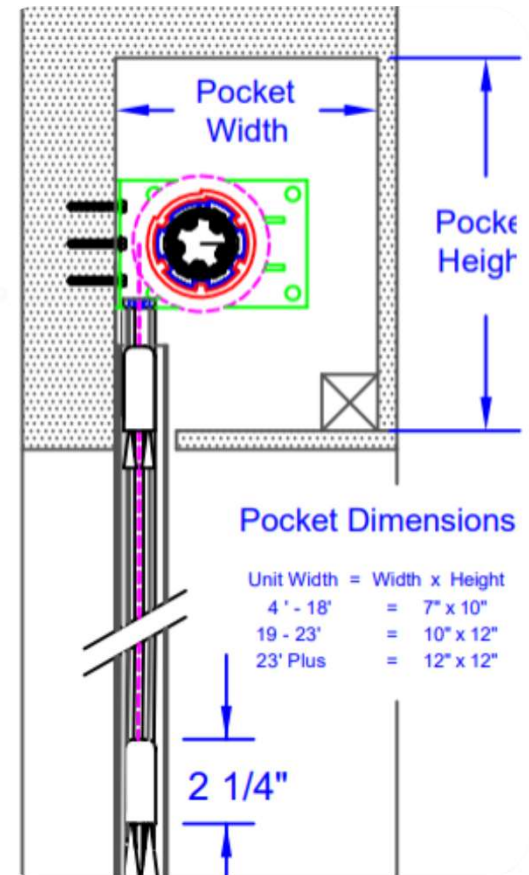 Pocket
Width
Pocke
Heigh
Pocket Dimensions
Unit Width = Width x Height
4 ' - 18' = 7" x 10"
19 - 23' = 10" x 12"
23' Plus = 12" x 12"
2 1/4"